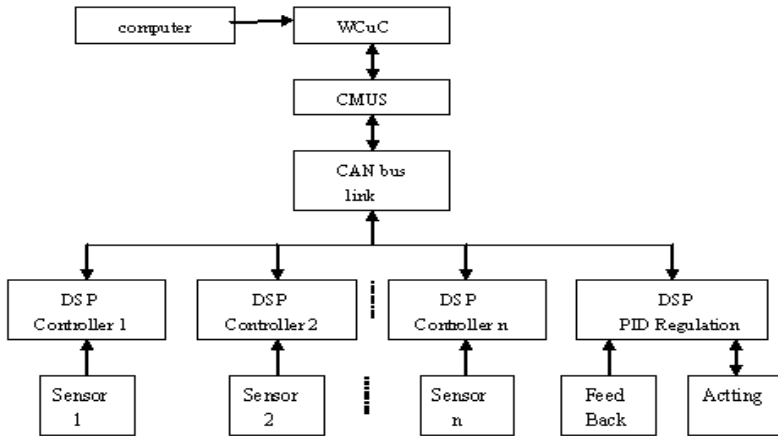 computer
WCuC
CMUS
CAN bus
link
DSP
Controller 1
DSP
Controller 2
DSP
Controller n
DSP
PID Regulation
Sensor
1
Sensor
2
Sensor
n
Feed
Back
Actting